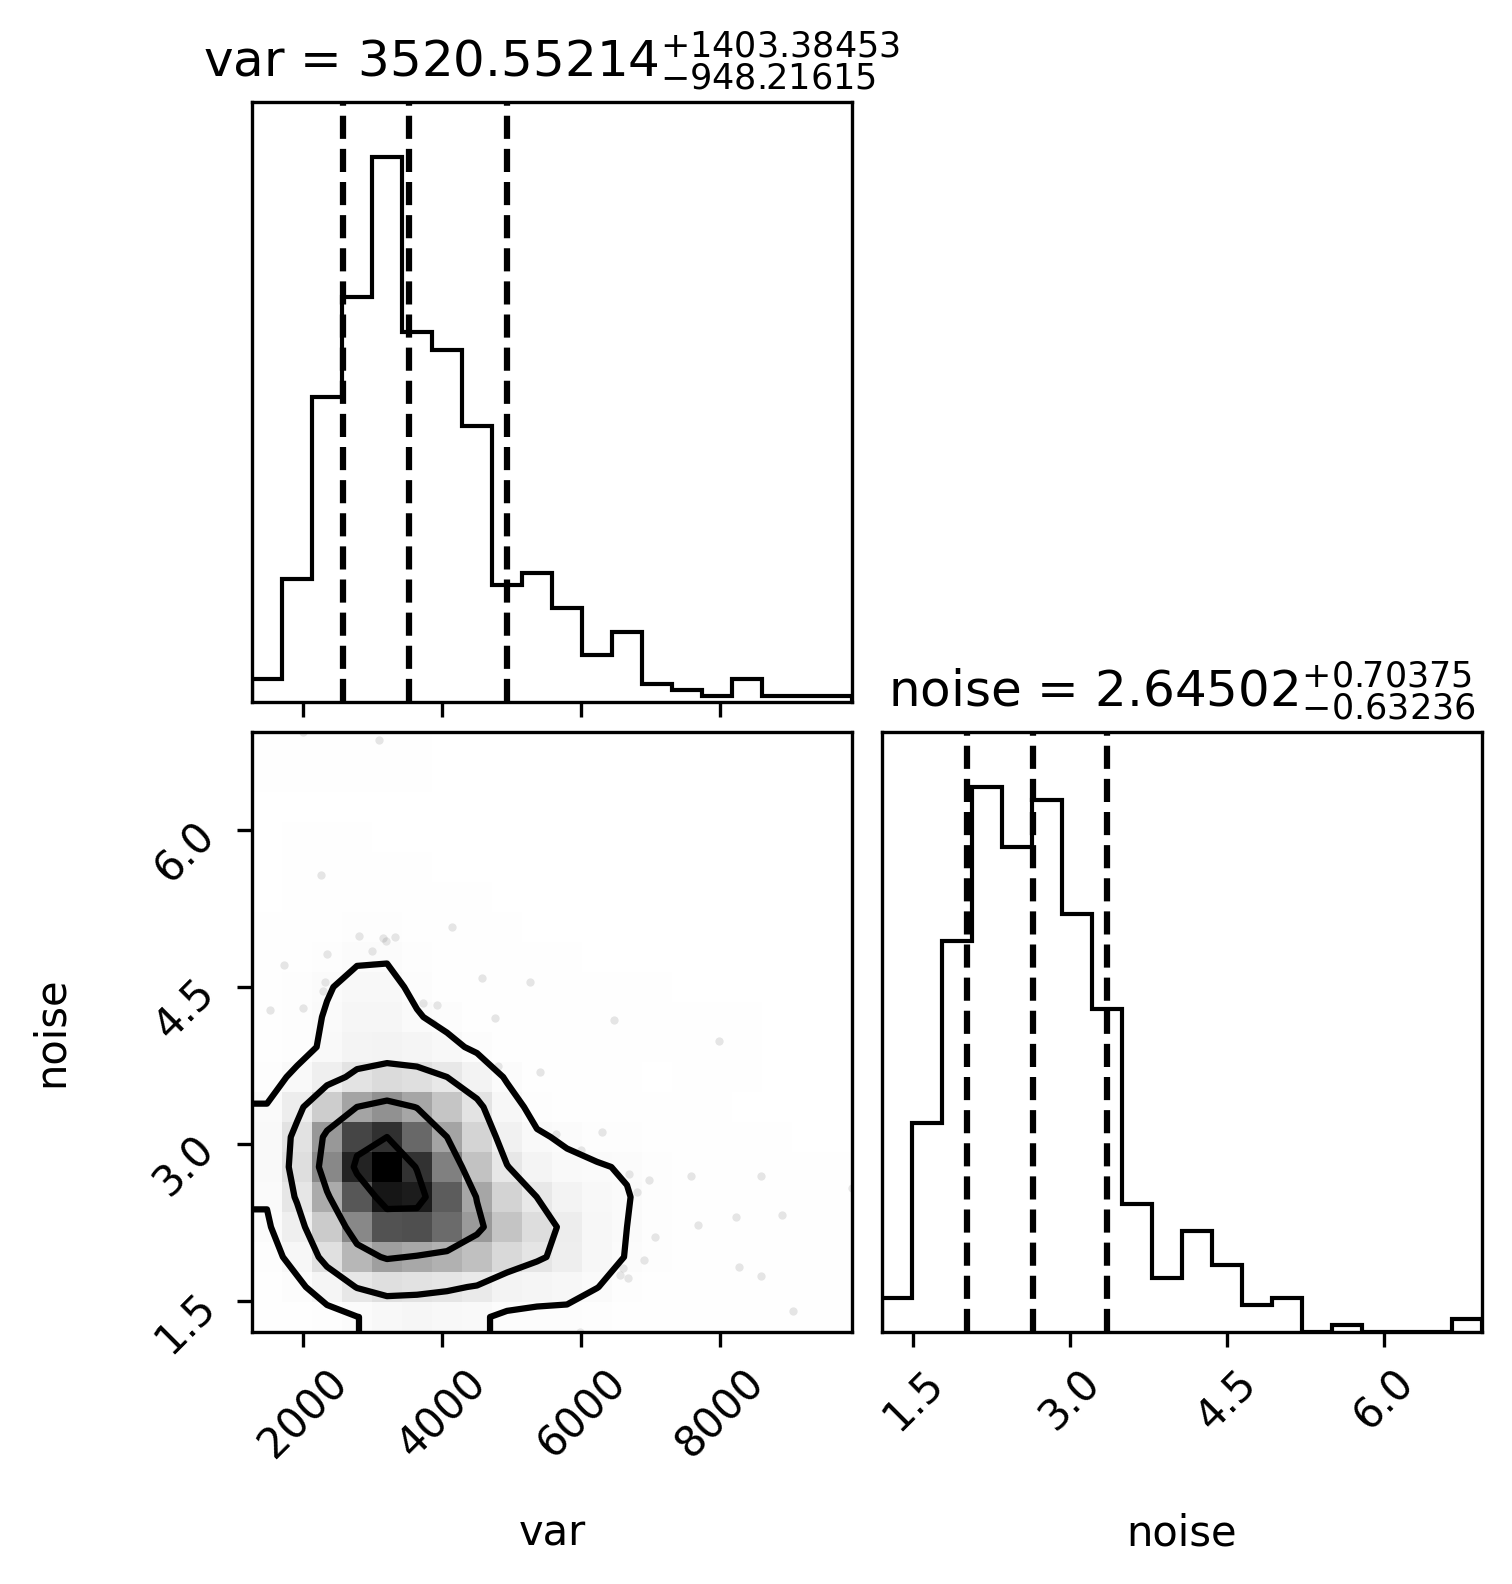 var = 3520.55214+1403.38453−948.21615
noise = 2.64502+0.70375−0.63236
noise
6.0
4.5
3.0
1.5
2000 4000 6000 8000
1.5 3.0 4.5 6.0
var
noise